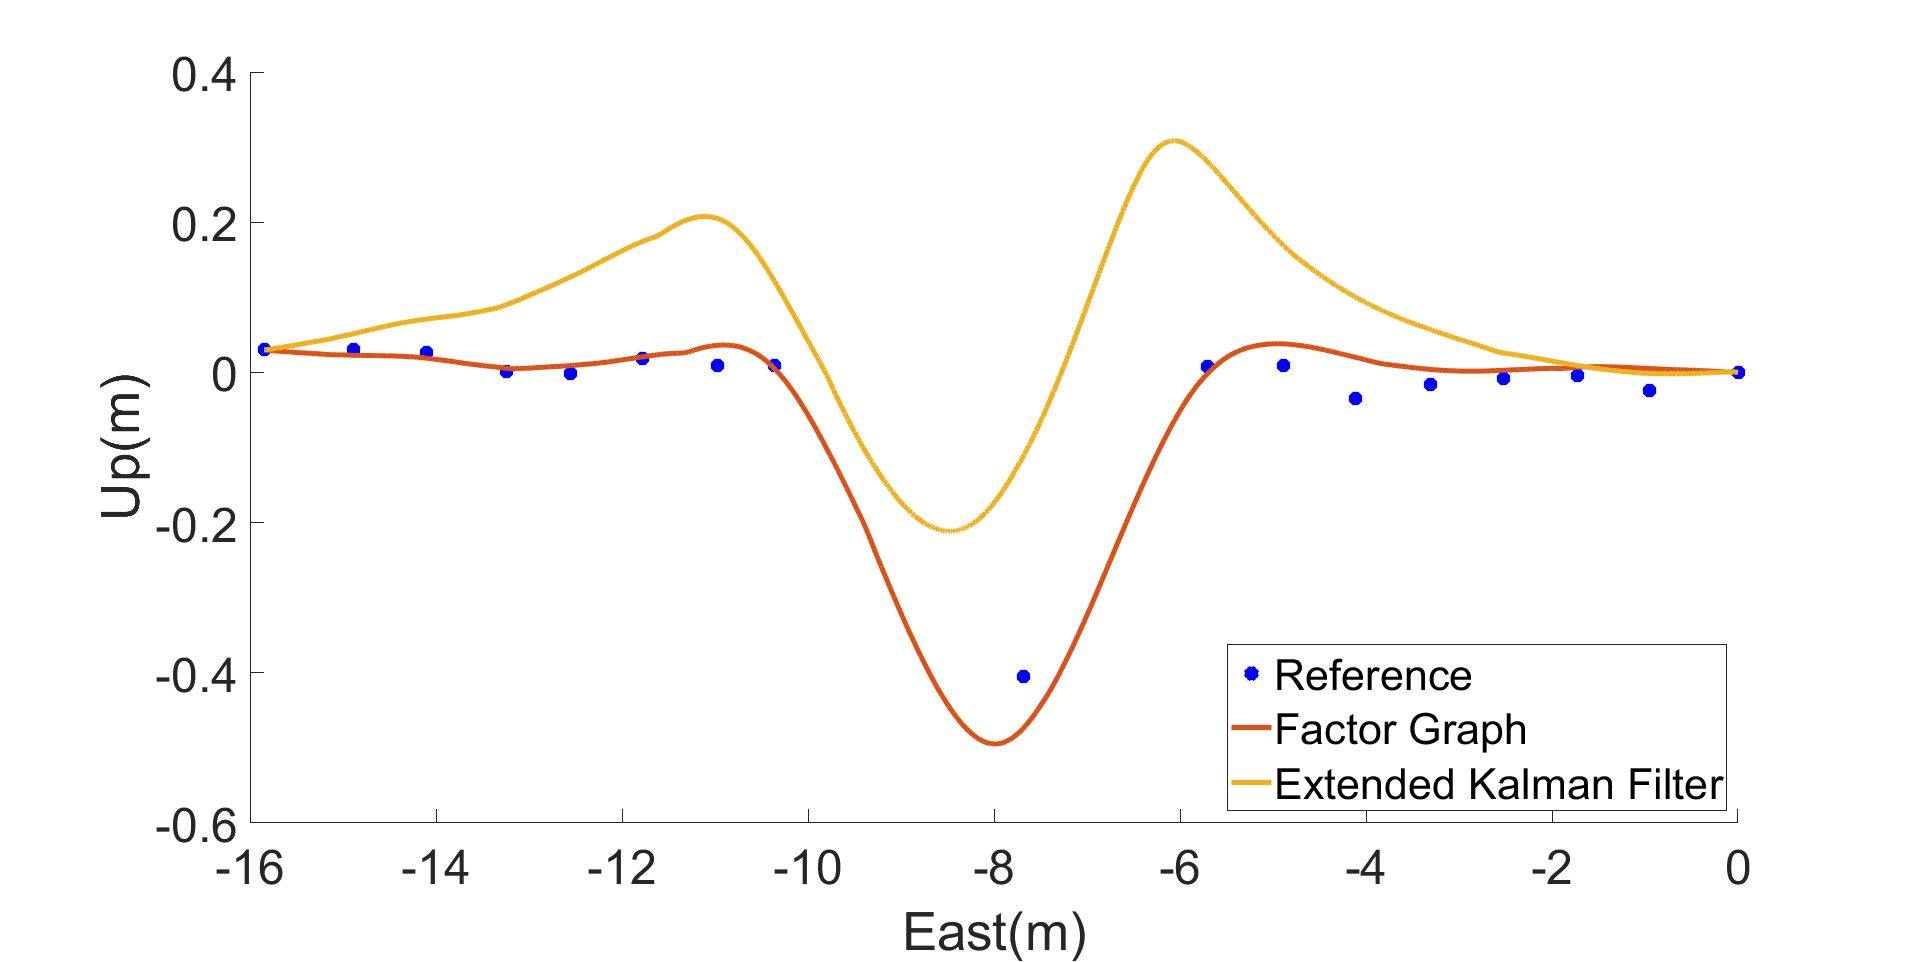 0.4
0.2
0
-0.2
-0.4
-0.6
Up(m)
-16 -14 -12 -10 -8 -6 -4 -2 0
East(m)
Reference
Factor Graph
Extended Kalman Filter